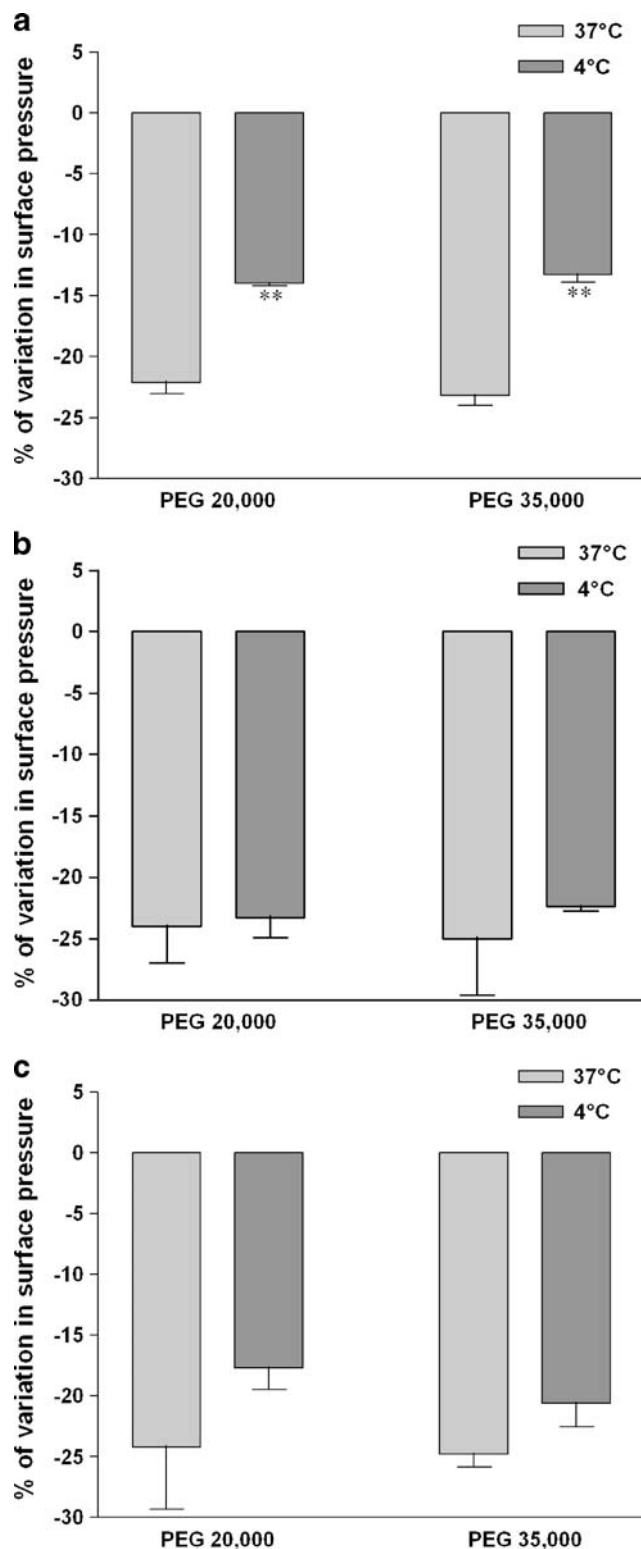 a
37°C
4°C
% of variation in surface pressure
5
0
-5
-10
-15
-20
-25
-30
**
**
PEG 20,000
PEG 35,000
b
37°C
4°C
% of variation in surface pressure
5
0
-5
-10
-15
-20
-25
-30
PEG 20,000
PEG 35,000
c
37°C
4°C
% of variation in surface pressure
5
0
-5
-10
-15
-20
-25
-30
PEG 20,000
PEG 35,000